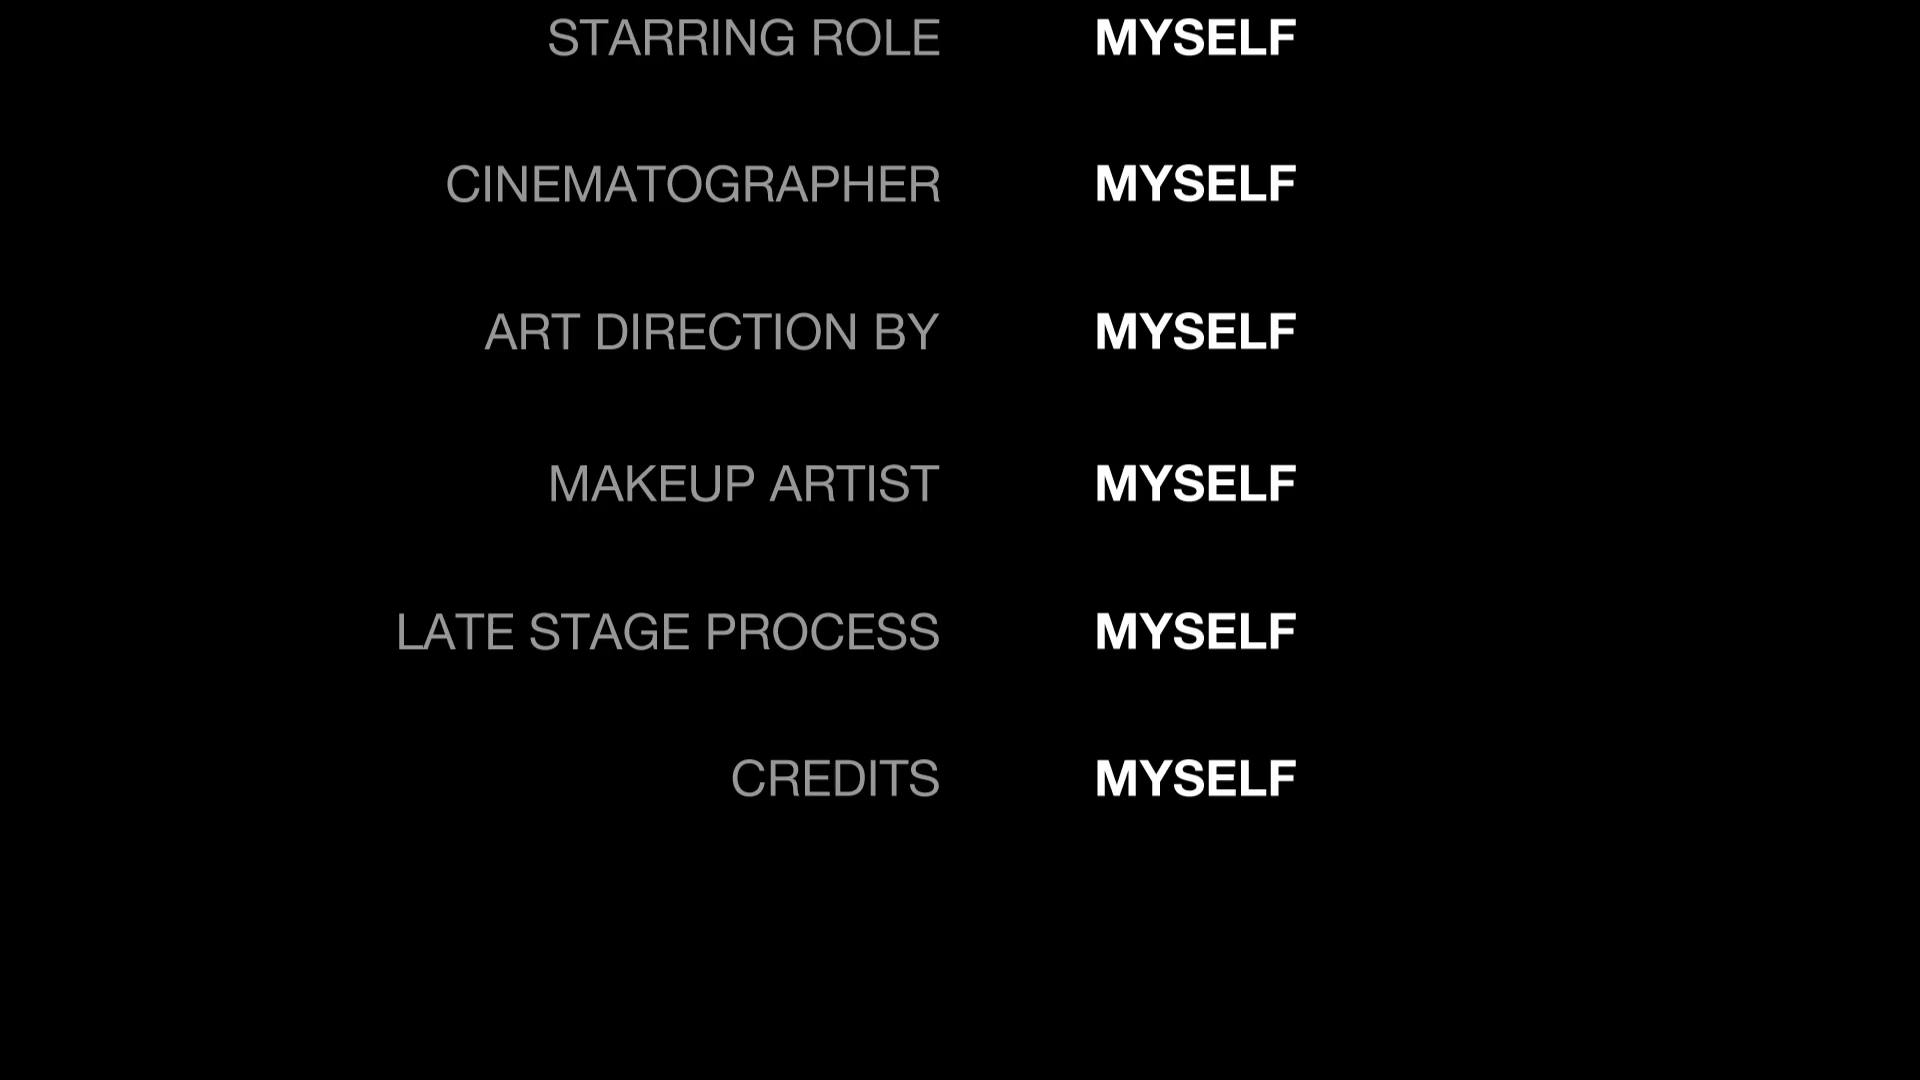 STARRING ROLE MYSELF
CINEMATOGRAPHER MYSELF
ART DIRECTION BY MYSELF
MAKEUP ARTIST MYSELF
LATE STAGE PROCESS MYSELF
CREDITS MYSELF